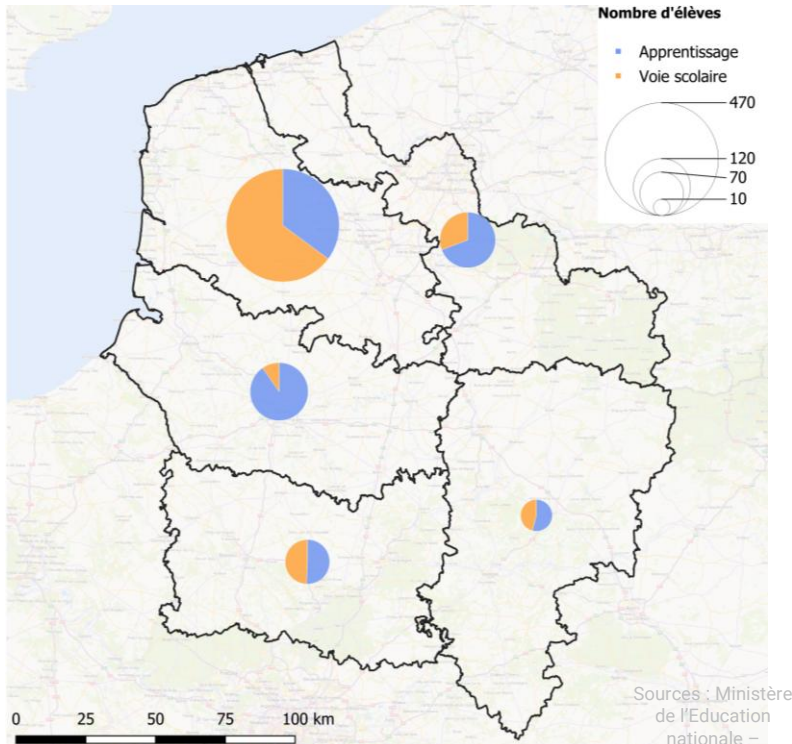 Nombre d'élèves
Apprentissage
Voie scolaire
470
120
70
10
0 25 50 75 100 km
Sources : Ministère
de l'Education
nationale –